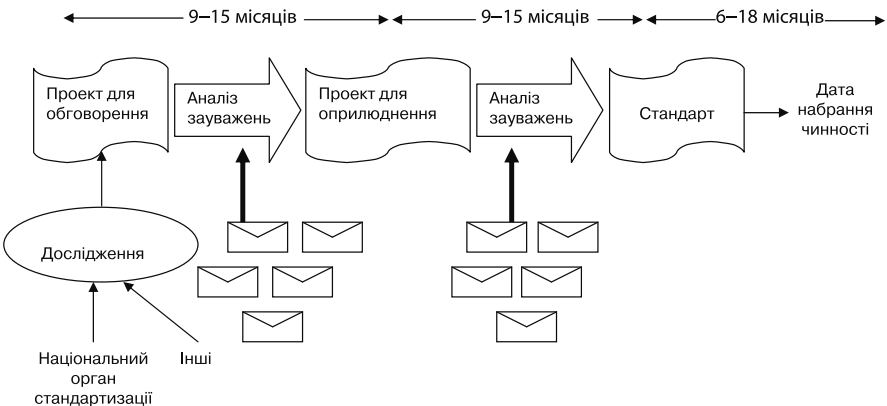 9–15 місяців
9–15 місяців
6–18 місяців
Проект для
обговорення
Аналіз
зауважень
Проект для
оприлюднення
Аналіз
зауважень
Стандарт
Дата
набрання
чинності
Дослідження
Національний
орган
стандартизації
Інші